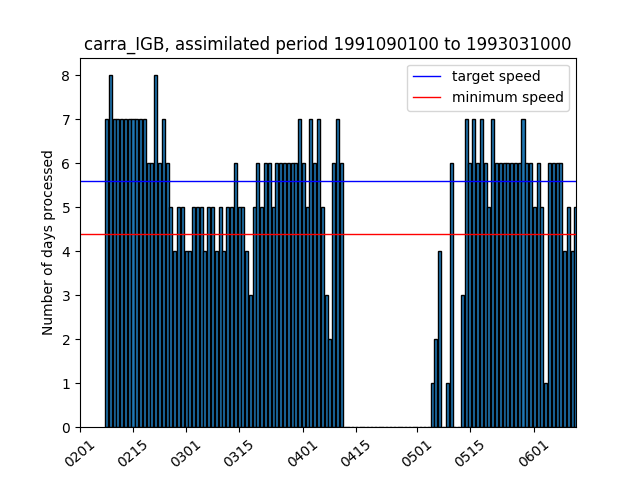 carra_IGB, assimilated period 1991090100 to 1993031000
target speed
minimum speed
Number of days processed
8
7
6
5
4
3
2
1
0
0201 0215 0301 0315 0401 0415 0501 0515 0601